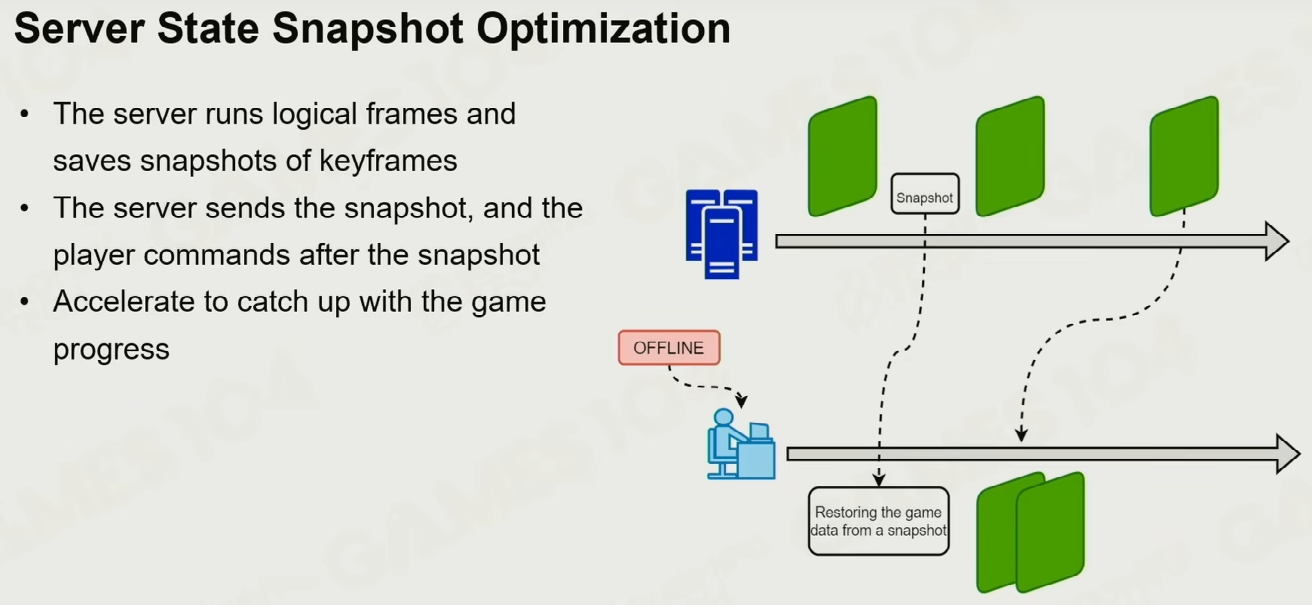 Server State Snapshot Optimization
• The server runs logical frames and
saves snapshots of keyframes
• The server sends the snapshot, and the
player commands after the snapshot
• Accelerate to catch up with the game
progress
Snapshot
OFFLINE
Restoring the game
data from a snapshot
GAMES104